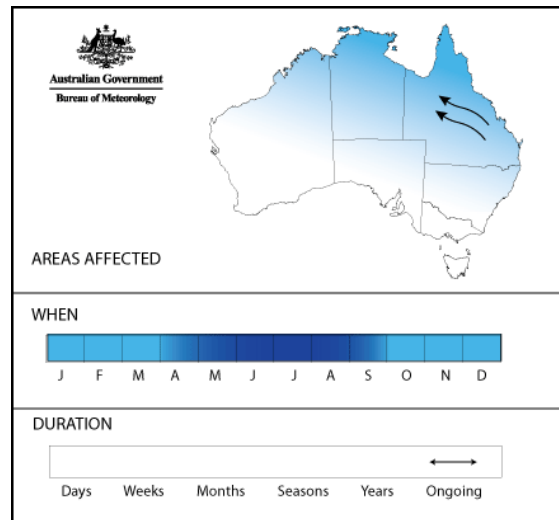 Australian Government
Bureau of Meteorology
AREAS AFFECTED
WHEN
J F M A M J J A S O N D
DURATION
Days Weeks Months Seasons Years Ongoing